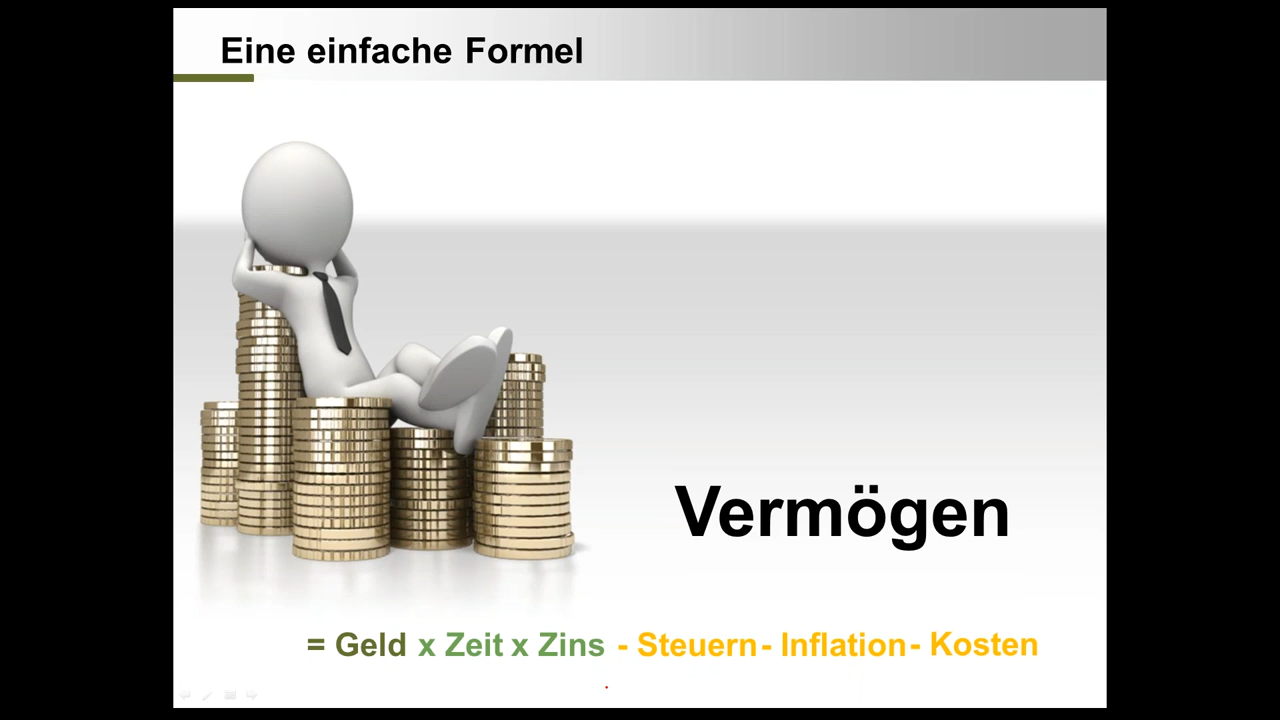 Eine einfache Formel
Vermögen
= Geld x Zeit x Zins - Steuern - Inflation - Kosten